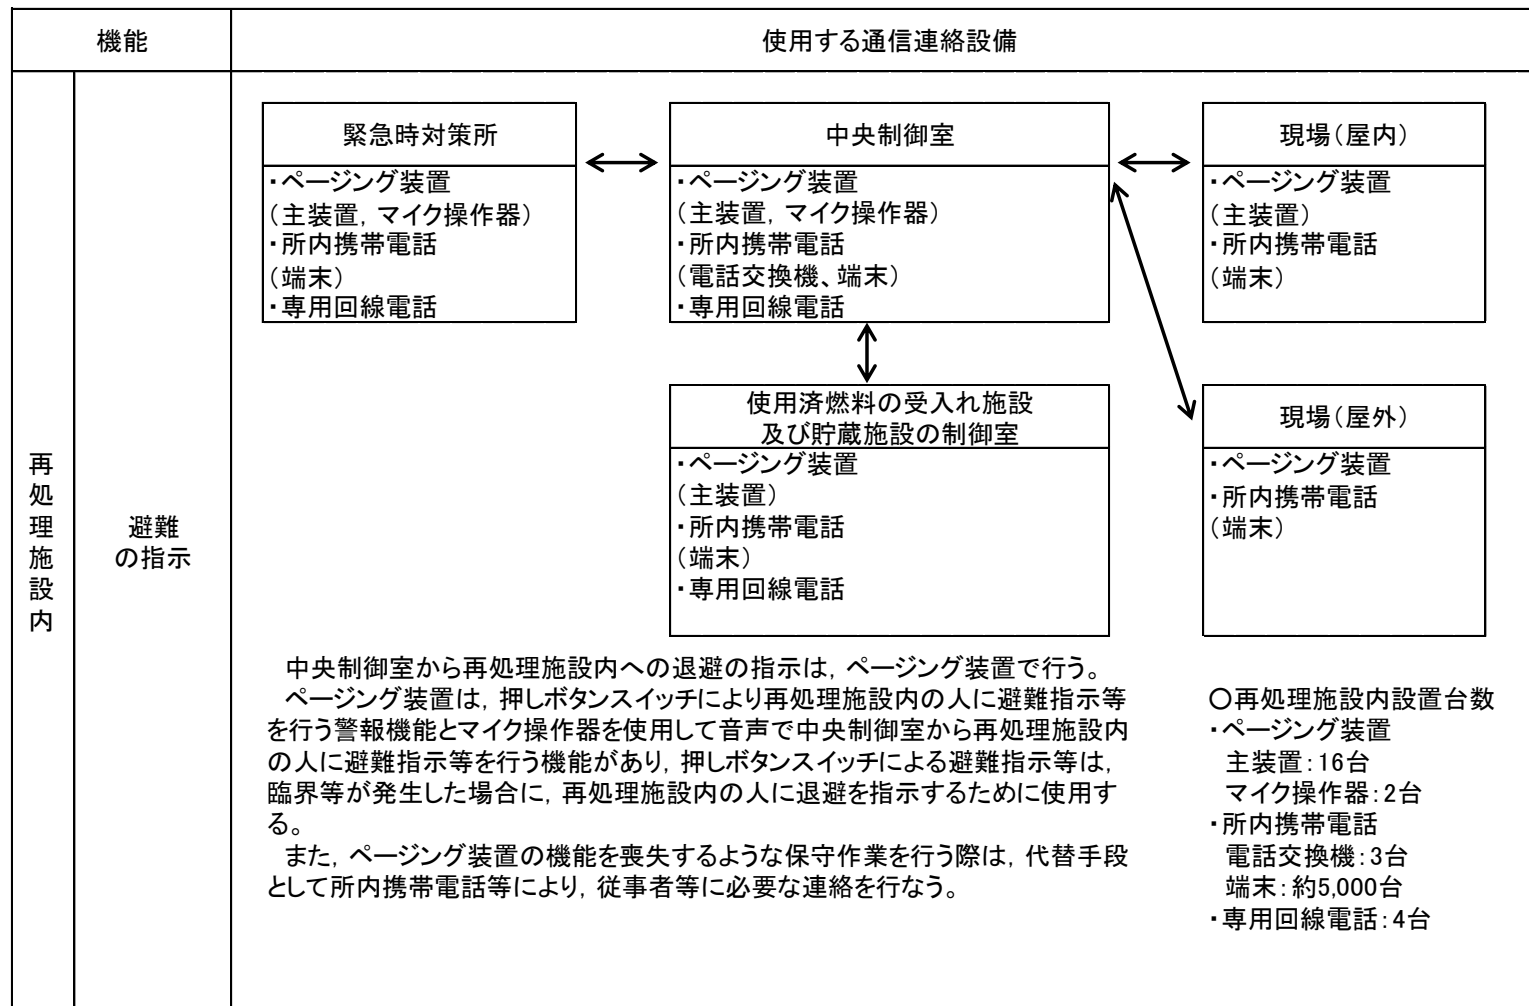 機能
使用する通信連絡設備
再処理施設内
避難
の指示
緊急時対策所
・ページング装置
(主装置，マイク操作器)
・所内携帯電話
(端末)
・専用回線電話
中央制御室
・ページング装置
(主装置，マイク操作器)
・所内携帯電話
(電話交換機、端末)
・専用回線電話
現場(屋内)
・ページング装置
(主装置)
・所内携帯電話
(端末)
使用済燃料の受入れ施設
及び貯蔵施設の制御室
・ページング装置
(主装置)
・所内携帯電話
(端末)
・専用回線電話
現場(屋外)
・ページング装置
・所内携帯電話
(端末)
中央制御室から再処理施設内への退避の指示は，ページング装置で行う。
ページング装置は，押しボタンスイッチにより再処理施設内の人に避難指示等
を行う警報機能とマイク操作器を使用して音声で中央制御室から再処理施設内
の人に避難指示等を行う機能があり，押しボタンスイッチによる避難指示等は，
臨界等が発生した場合に，再処理施設内の人に退避を指示するために使用す
る。
また，ページング装置の機能を喪失するような保守作業を行う際は，代替手段
として所内携帯電話等により，従事者等に必要な連絡を行なう。
○再処理施設内設置台数
・ページング装置
主装置：16台
マイク操作器：2台
・所内携帯電話
電話交換機：3台
端末：約5,000台
・専用回線電話：4台